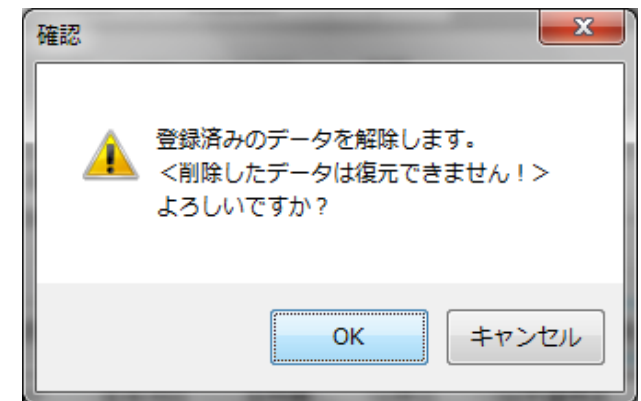 確認
登録済みのデータを解除します。
＜削除したデータは復元できません！＞
よろしいですか？
OK
キャンセル